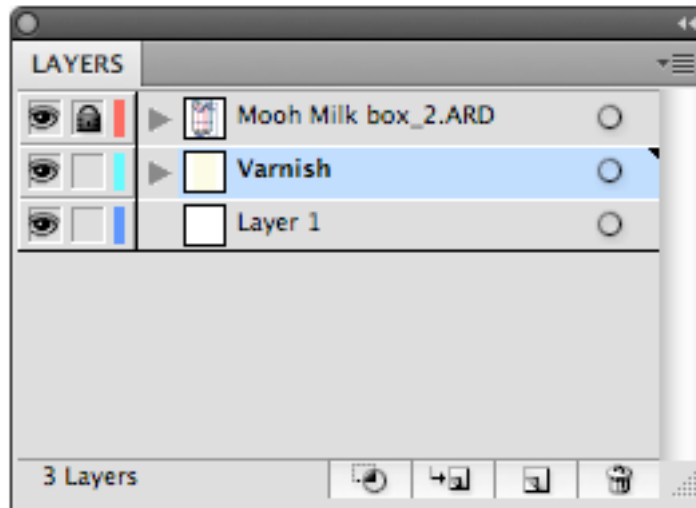 LAYERS
Mooh Milk box_2.ARD
Varnish
Layer 1
3 Layers